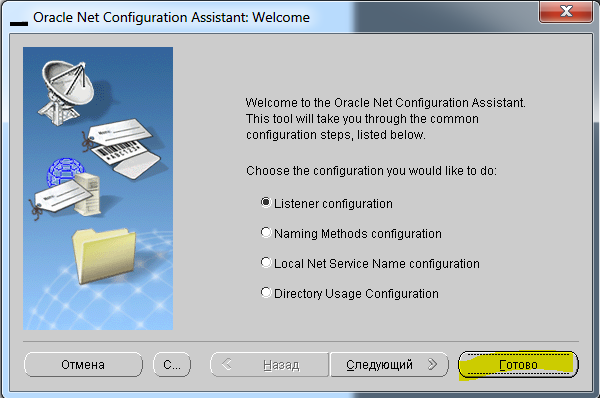 Oracle Net Configuration Assistant: Welcome
Welcome to the Oracle Net Configuration Assistant.
This tool will take you through the common
configuration steps, listed below.
Choose the configuration you would like to do:
Listener configuration
Naming Methods configuration
Local Net Service Name configuration
Directory Usage Configuration
Отмена
С...
Назад
Следующий
Готово